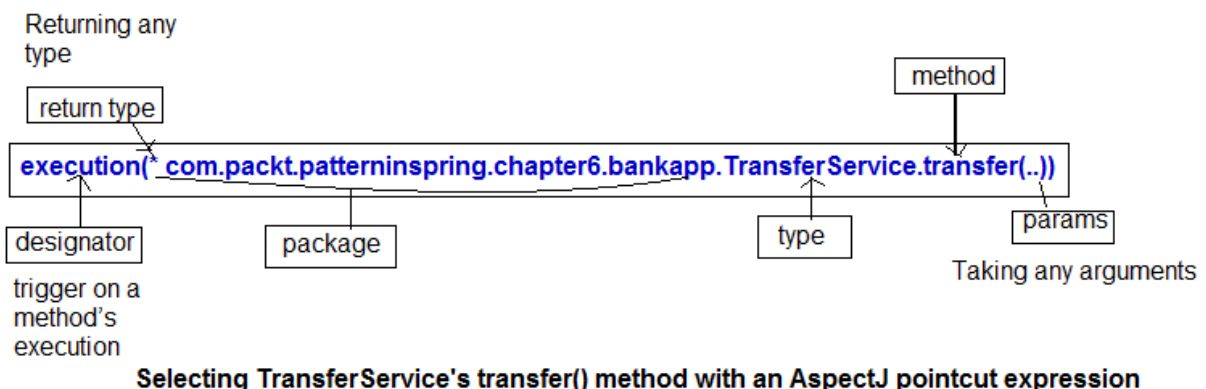 Returning any
type
return type
method
execution(* com.packt.patterninspring.chapter6.bankapp.TransferService.transfer(..))
designator
package
type
params
trigger on a
method's
execution
Taking any arguments
Selecting TransferService's transfer() method with an AspectJ pointcut expression